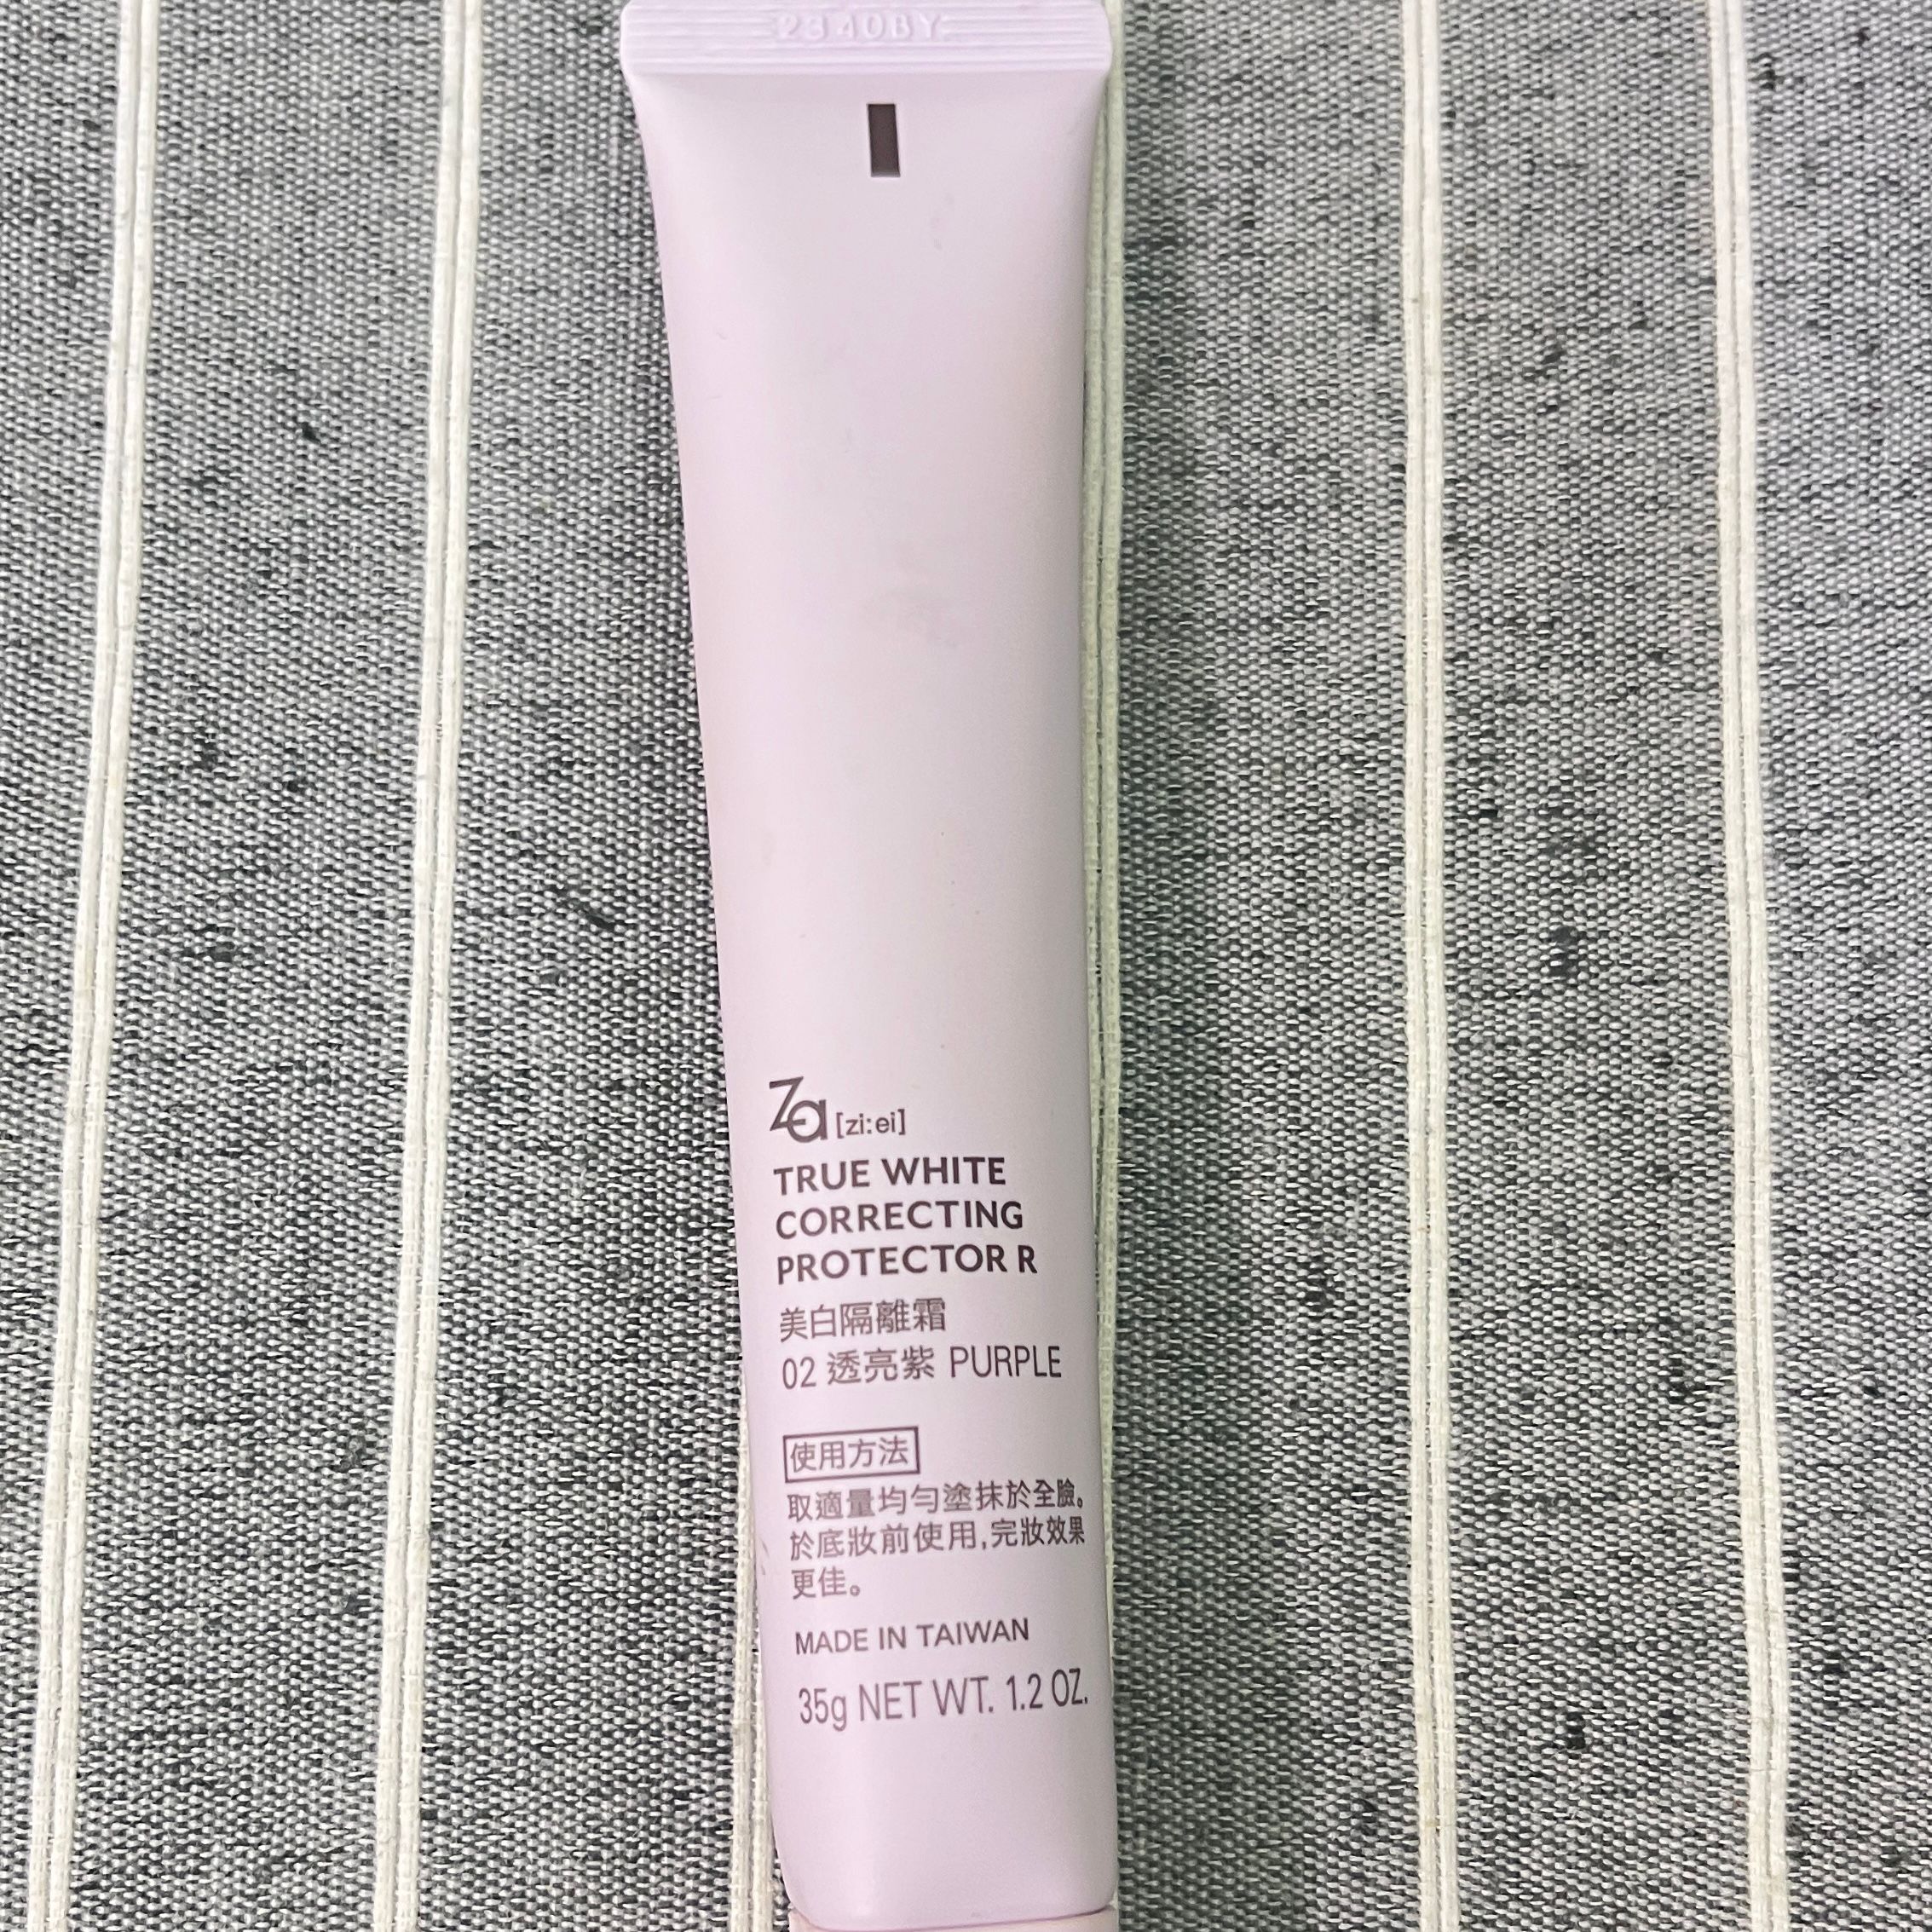 2340BY
Za [zi:ei]
TRUE WHITE
CORRECTING
PROTECTOR R
美白隔離霜
02 透亮紫 PURPLE
使用方法
取適量均勻塗抹於全臉。
於底妝前使用,完妝效果
更佳。
MADE IN TAIWAN
35g NET WT. 1.2 OZ.